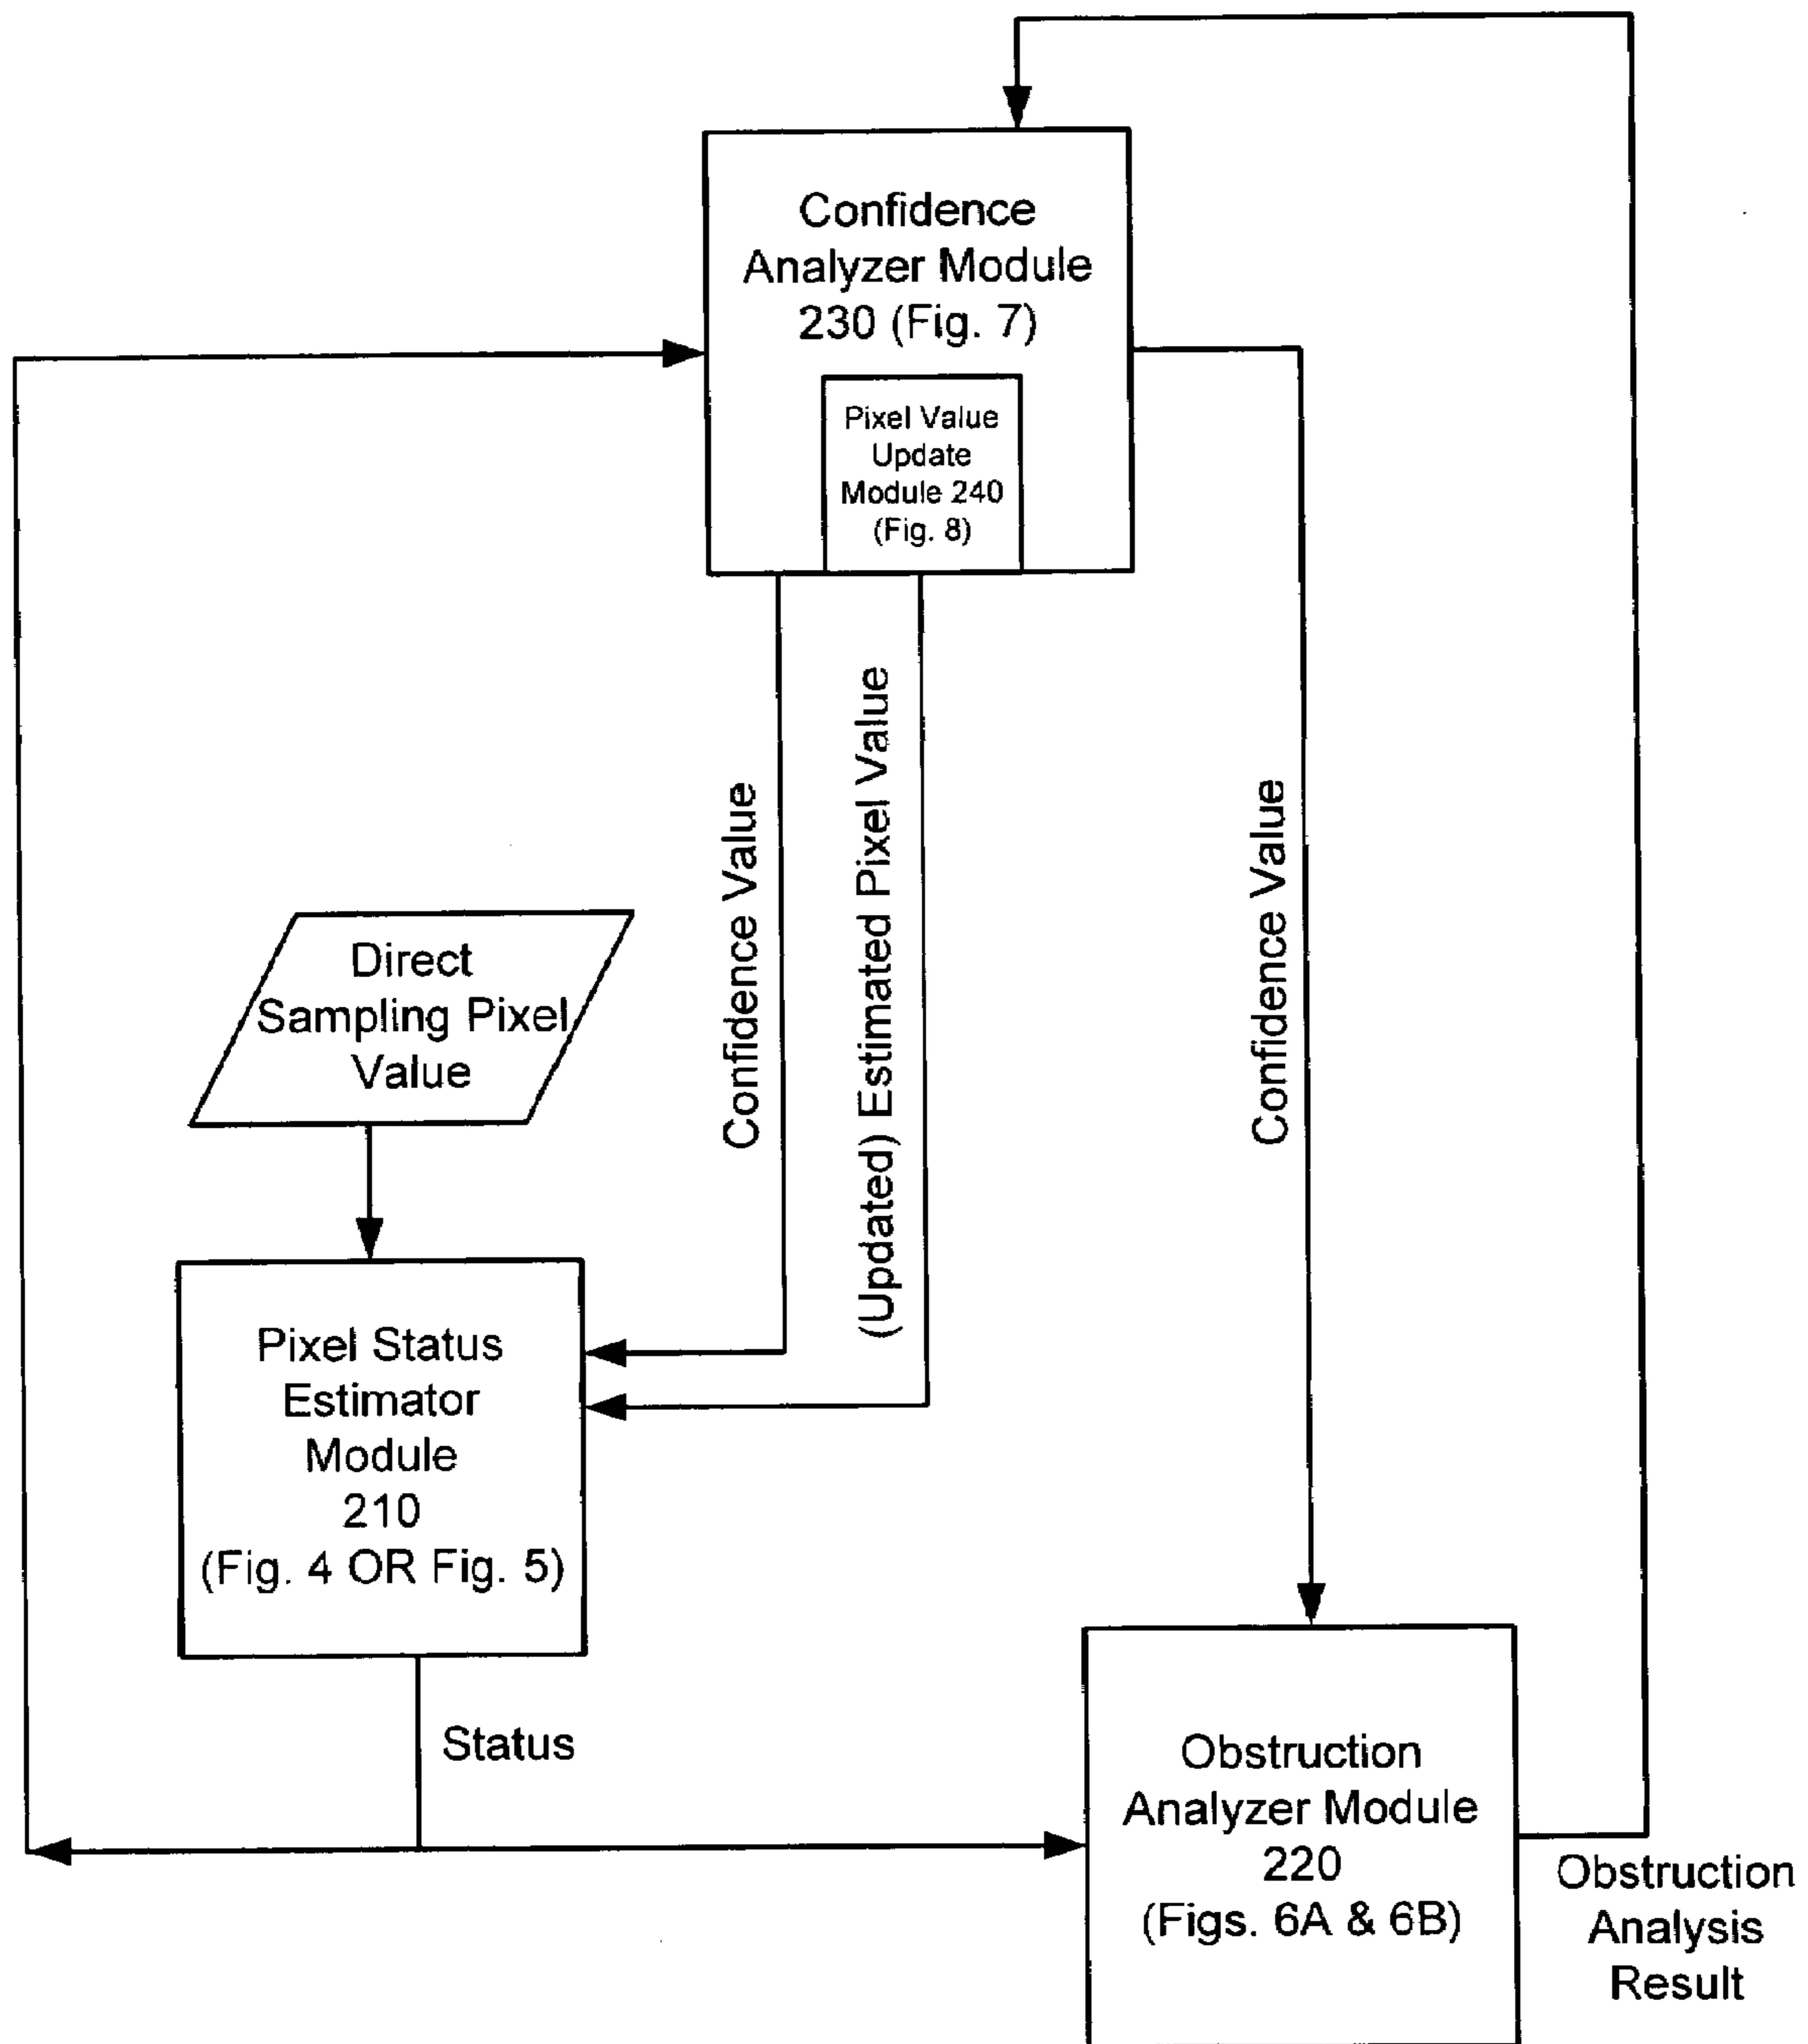 Confidence
Analyzer Module
230 (Fig. 7)
Pixel Value
Update
Module 240
(Fig. 8)
Confidence Value
(Updated) Estimated Pixel Value
Confidence Value
Direct
Sampling Pixel
Value
Pixel Status
Estimator
Module
210
(Fig. 4 OR Fig. 5)
Status
Obstruction
Analyzer Module
220
(Figs. 6A & 6B)
Obstruction
Analysis
Result